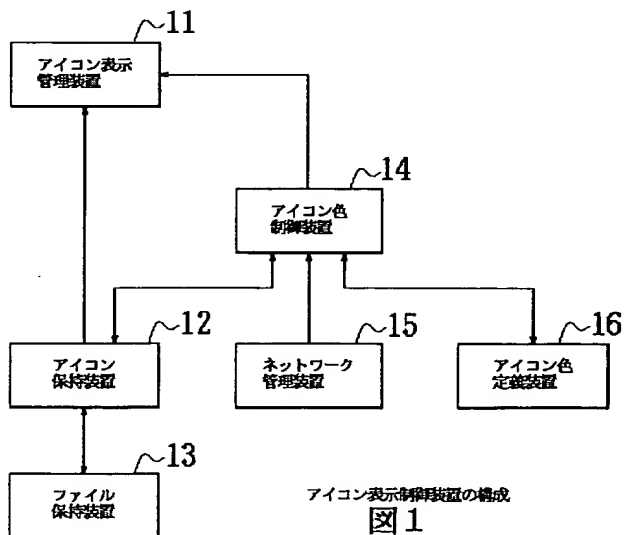 11
アイコン表示
管理装置
14
アイコン色
制御装置
12
アイコン
保持装置
15
ネットワーク
管理装置
16
アイコン色
定義装置
13
ファイル
保持装置
アイコン表示制御装置の構成
図1